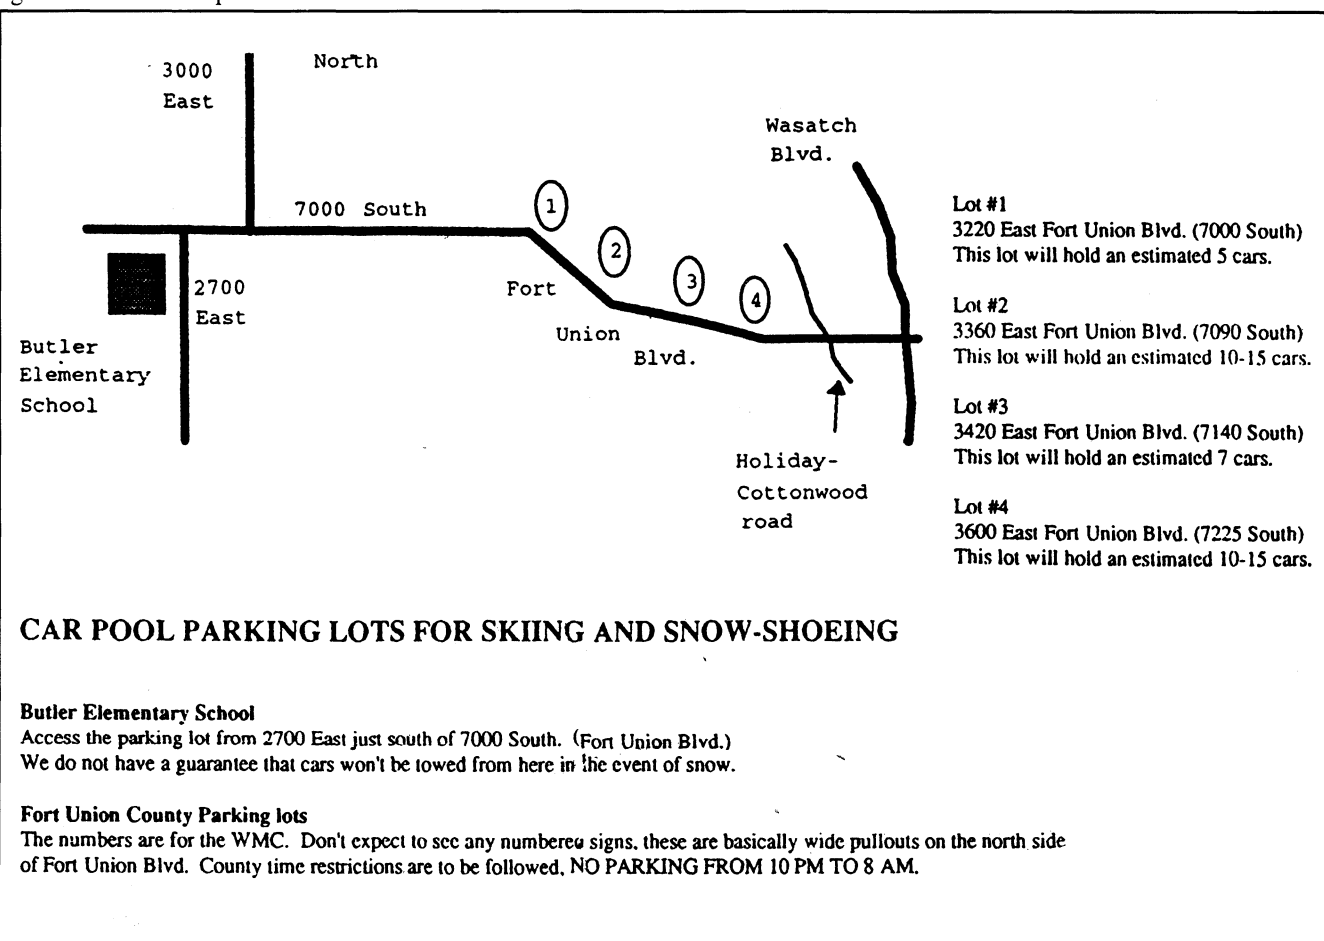 3000
East
North
Wasatch
Blvd.
7000 South
1
2
3
4
2700
East
Fort
Union
Blvd.
Butler
Elementary
School
Holiday-
Cottonwood
road
Lot #1
3220 East Fort Union Blvd. (7000 South)
This lot will hold an estimated 5 cars.
Lot #2
3360 East Fort Union Blvd. (7090 South)
This lot will hold an estimated 10-15 cars.
Lot #3
3420 East Fort Union Blvd. (7140 South)
This lot will hold an estimated 7 cars.
Lot #4
3600 East Fort Union Blvd. (7225 South)
This lot will hold an estimated 10-15 cars.
CAR POOL PARKING LOTS FOR SKIING AND SNOW-SHOEING
Butler Elementary School
Access the parking lot from 2700 East just south of 7000 South. (Fort Union Blvd.)
We do not have a guarantee that cars won't be towed from here in the event of snow.
Fort Union County Parking lots
The numbers are for the WMC. Don't expect to see any numbered signs, these are basically wide pullouts on the north side
of Fort Union Blvd. County time restrictions are to be followed, NO PARKING FROM 10 PM TO 8 AM.